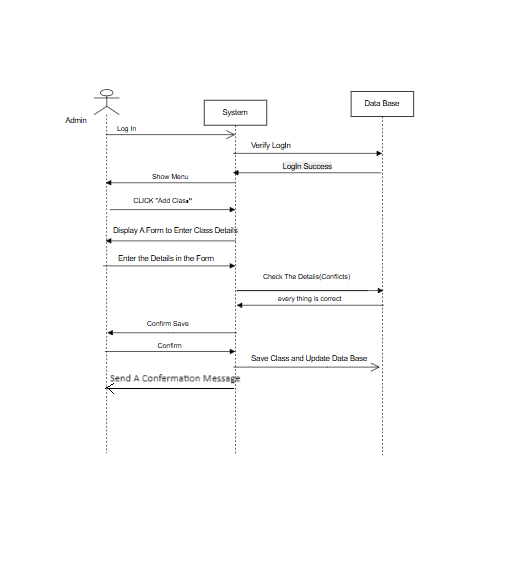 Data Base
System
Admin
Log In
Verify LogIn
LogIn Success
Show Menu
CLICK "Add Class"
Display A Form to Enter Class Details
Enter the Details in the Form
Check The Details(Conflicts)
every thing is correct
Confirm Save
Confirm
Save Class and Update Data Base
Send A Confermation Message